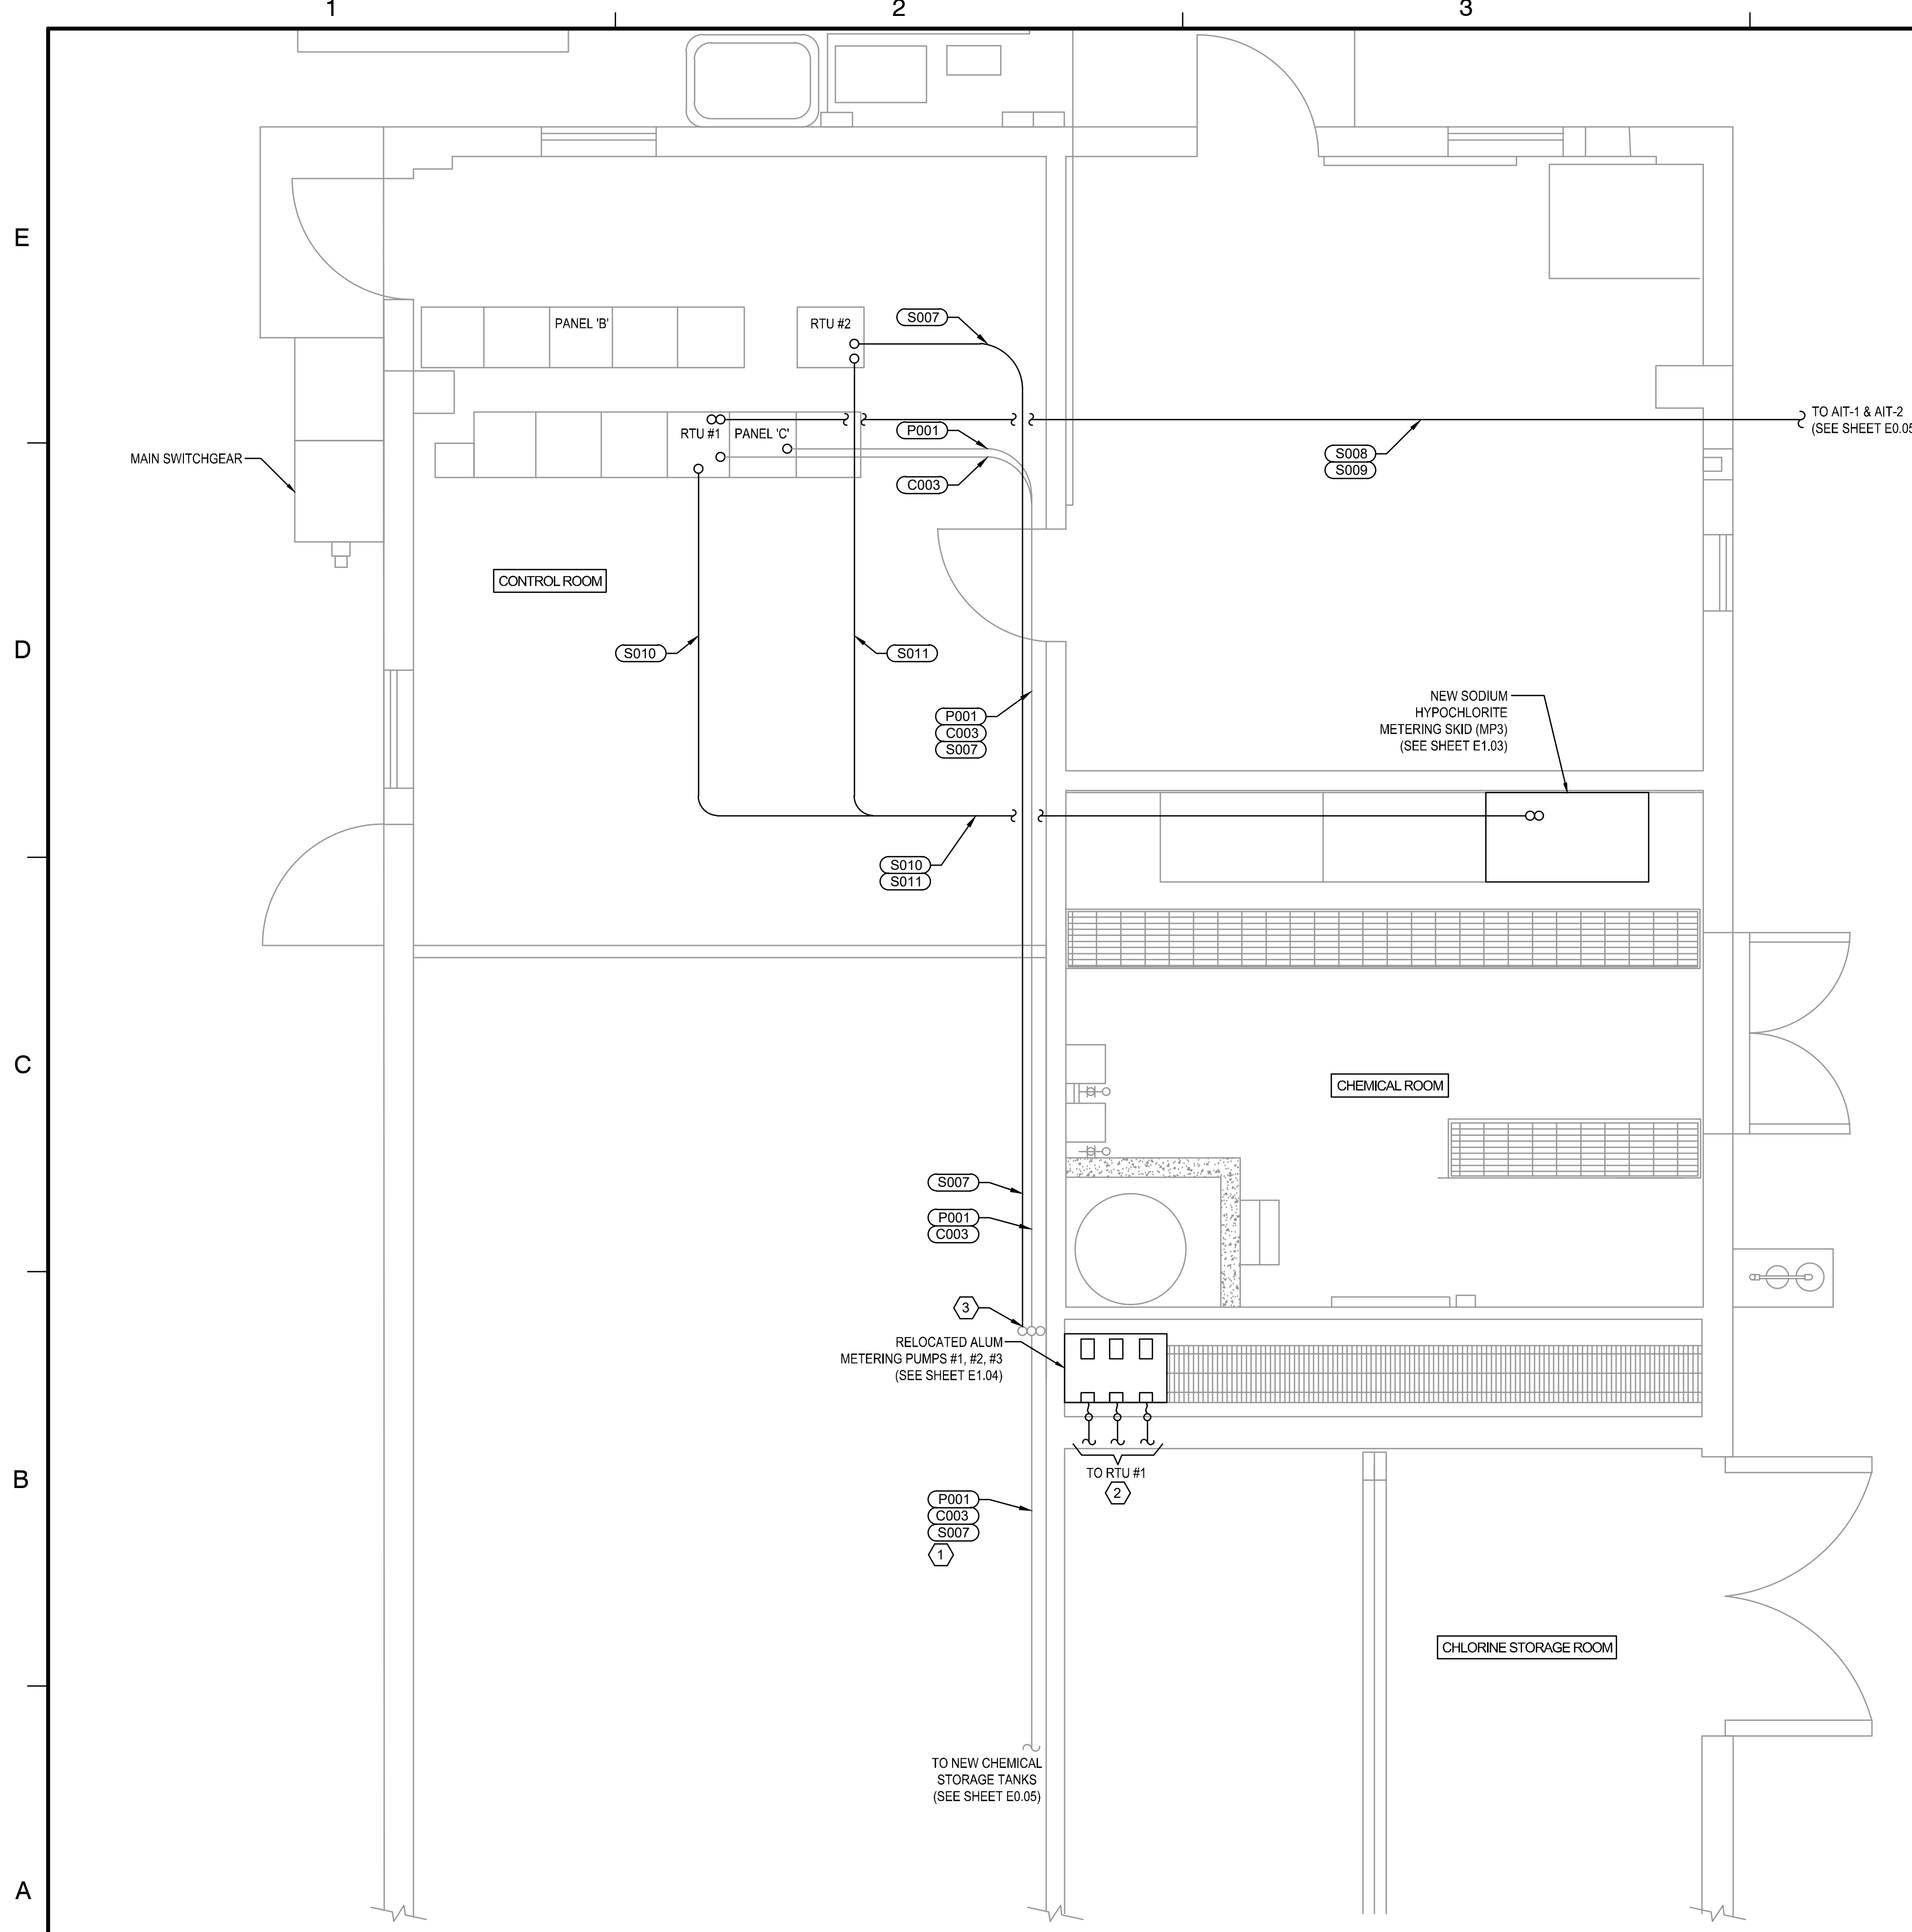 1
2
3
E
D
C
B
A
PANEL 'B'
RTU #2
S007
RTU #1
PANEL 'C'
P001
C003
MAIN SWITCHGEAR
S008
S009
TO AIT-1 & AIT-2
(SEE SHEET E0.05
CONTROL ROOM
S010
S011
P001
C003
S007
NEW SODIUM
HYPOCHLORITE
METERING SKID (MP3)
(SEE SHEET E1.03)
S010
S011
CHEMICAL ROOM
S007
P001
C003
3
RELOCATED ALUM
METERING PUMPS #1, #2, #3
(SEE SHEET E1.04)
TO RTU #1
2
P001
C003
S007
1
CHLORINE STORAGE ROOM
TO NEW CHEMICAL
STORAGE TANKS
(SEE SHEET E0.05)